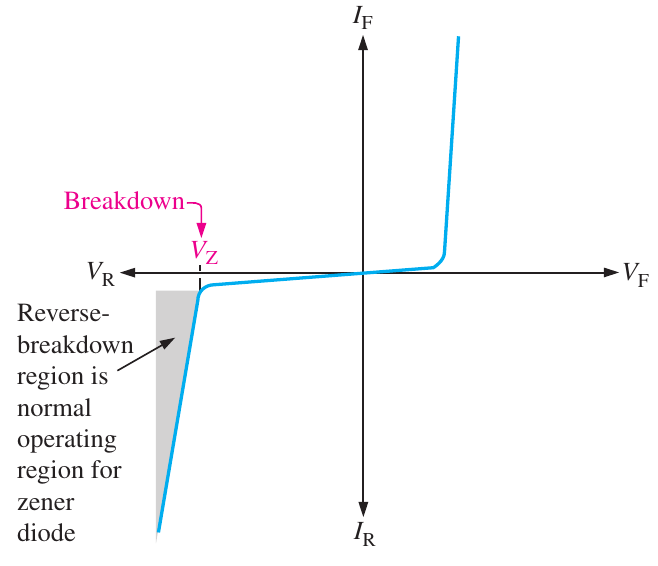 I_F
Breakdown
V_Z
V_R
V_F
Reverse-
breakdown
region is
normal
operating
region for
zener
diode
I_R